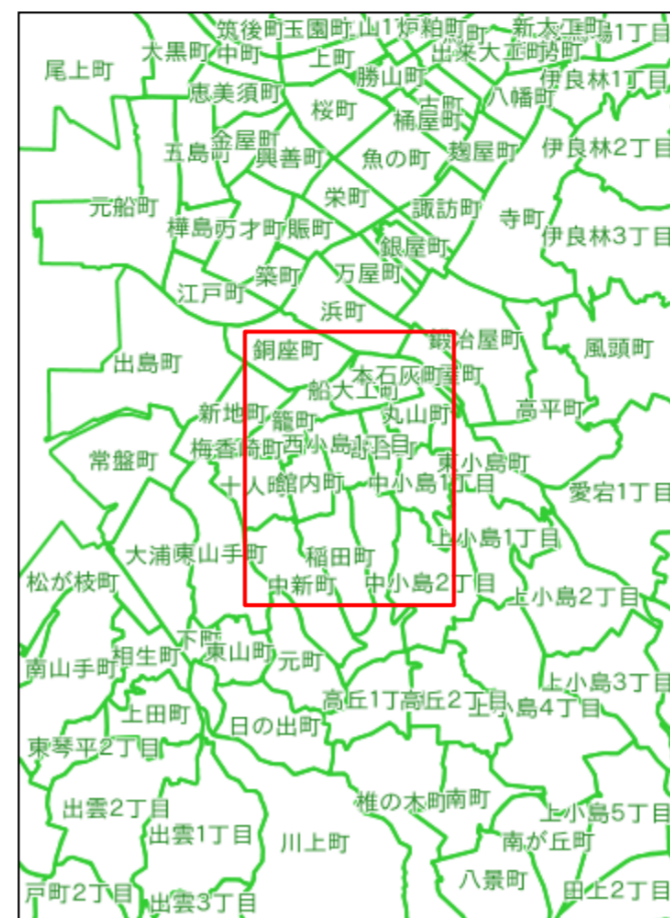 筑後町
玉園町
炉粕町
新大工町
大黒町
中町
上町
出来大工町
尾上町
勝山町
伊良林1丁目
恵美須町
桜町
古町
八幡町
桶屋町
金屋町
五島町
興善町
魚の町
麹屋町
伊良林2丁目
栄町
元船町
諏訪町
寺町
樺島町
万才町
賑町
伊良林3丁目
銀屋町
築町
万屋町
江戸町
浜町
鍛冶屋町
銅座町
風頭町
出島町
本石灰町
船大工町
新地町
籠町
丸山町
高平町
梅香崎町
西小島1丁目
常盤町
東小島町
十人町
館内町
中小島1丁目
愛宕1丁目
上小島1丁目
大浦町
東山手町
稲田町
松が枝町
中新町
中小島2丁目
上小島2丁目
下町
相生町
東山町
元町
南山手町
上小島3丁目
高丘1丁目
高丘2丁目
上小島4丁目
上田町
日の出町
東琴平2丁目
椎の木町
南町
出雲2丁目
上小島5丁目
出雲1丁目
川上町
南が丘町
八景町
戸町2丁目
田上2丁目
出雲3丁目